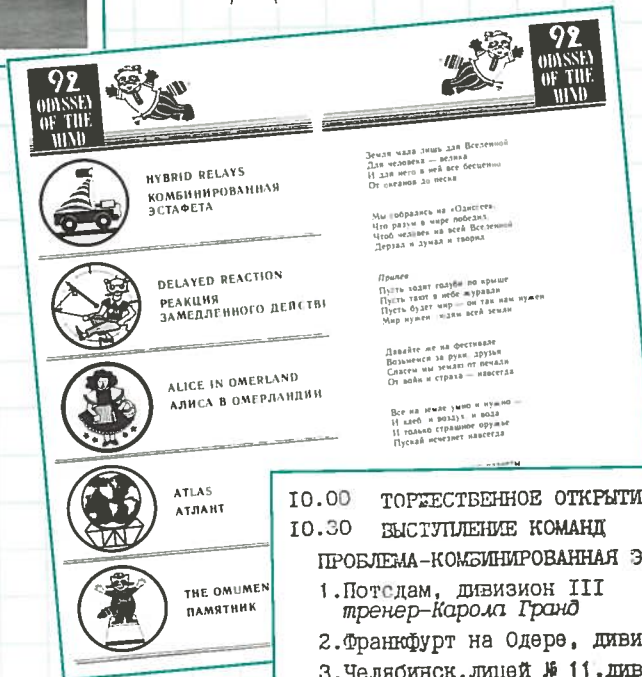 92
ODYSSEY
OF THE
MIND
92
ODYSSEY
OF THE
MIND
HYBRID RELAYS
КОМБИНИРОВАННАЯ
ЭСТАФЕТА
DELAYED REACTION
РЕАКЦИЯ
ЗАМЕДЛЕННОГО ДЕЙСТВИ
ALICE IN OMERLAND
АЛИСА В ОМЕРЛАНДИИ
ATLAS
АТЛАНТ
THE OMUMEN
ПАМЯТНИК
Земля мала лишь для Вселенной
Для человека — велика
И для него в ней все бесценно
От океанов до песка
Мы собрались на «Одиссее»
Что разум в мире победил
Чтоб человек на всей Вселенной
Дерзал и думал и творил
Припев
Пусть ходят голуби по крыше
Пусть тают в небе журавли
Пусть будет мир — он так нам нужен
Мир нужен людям всей земли
Давайте же на фестивале
Возьмемся за руки друзья
Спасем мы землю от печали
От войн и страха — навсегда
Все на земле умно и нужно —
И хлеб и воздух и вода
И только страшное оружье
Пускай исчезнет навсегда
10.00 ТОРЖЕСТВЕННОЕ ОТКРЫТИ
10.30 ВЫСТУПЛЕНИЕ КОМАНД
ПРОБЛЕМА-КОМБИНИРОВАННАЯ Э
1.Потсдам, дивизион III
тренер-Карола Гранд
2.Франкфурт на Одере, диви
3.Челябинск.лицей № 11.див